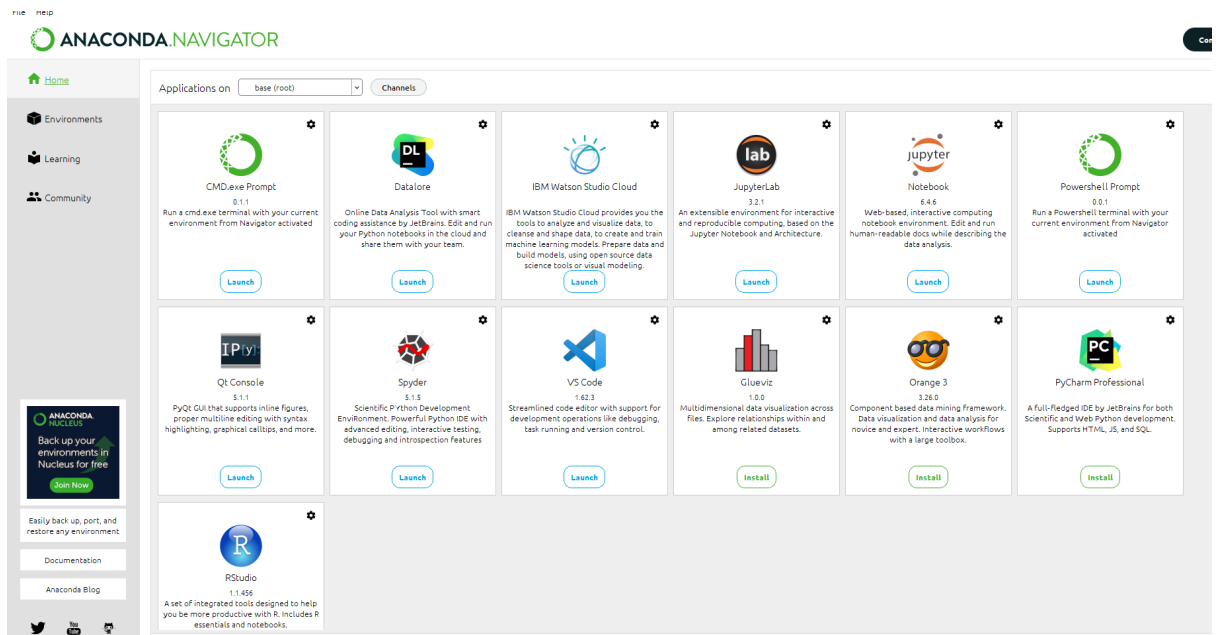 File Help
ANACONDA.NAVIGATOR
Con
Home
Environments
Learning
Community
Applications on base (root) Channels
CMD.exe Prompt
0.1.1
Run a cmd.exe terminal with your current
environment from Navigator activated
Launch
DL
Datalore
Online Data Analysis Tool with smart
coding assistance by JetBrains. Edit and run
your Python notebooks in the cloud and
share them with your team.
Launch
IBM Watson Studio Cloud
IBM Watson Studio Cloud provides you the
tools to analyze and visualize data, to
cleanse and shape data, to create and train
machine learning models. Prepare data and
build models, using open source data
science tools or visual modeling.
Launch
lab
JupyterLab
3.2.1
An extensible environment for interactive
and reproducible computing, based on the
Jupyter Notebook and Architecture.
Launch
jupyter
Notebook
6.4.6
Web-based, interactive computing
notebook environment. Edit and run
human-readable docs while describing the
data analysis.
Launch
Powershell Prompt
0.0.1
Run a Powershell terminal with your
current environment from Navigator
activated
Launch
IP[y]:
Qt Console
5.1.1
PyQt GUI that supports inline figures,
proper multiline editing with syntax
highlighting, graphical calltips, and more.
Launch
Spyder
5.1.5
Scientific PYthon Development
EnviRonment. Powerful Python IDE with
advanced editing, interactive testing,
debugging and introspection features
Launch
VS Code
1.62.3
Streamlined code editor with support for
development operations like debugging,
task running and version control.
Launch
Glueviz
1.0.0
Multidimensional data visualization across
files. Explore relationships within and
among related datasets.
Install
Orange 3
3.26.0
Component based data mining framework.
Data visualization and data analysis for
novice and expert. Interactive workflows
with a large toolbox.
Install
PC
PyCharm Professional
A full-fledged IDE by JetBrains for both
Scientific and Web Python development.
Supports HTML, JS, and SQL.
Install
R
RStudio
1.1.456
A set of integrated tools designed to help
you be more productive with R. Includes R
essentials and notebooks.
ANACONDA.
NUCLEUS
Back up your
environments in
Nucleus for free
Join Now
Easily back up, port, and
restore any environment
Documentation
Anaconda Blog
You
Tube